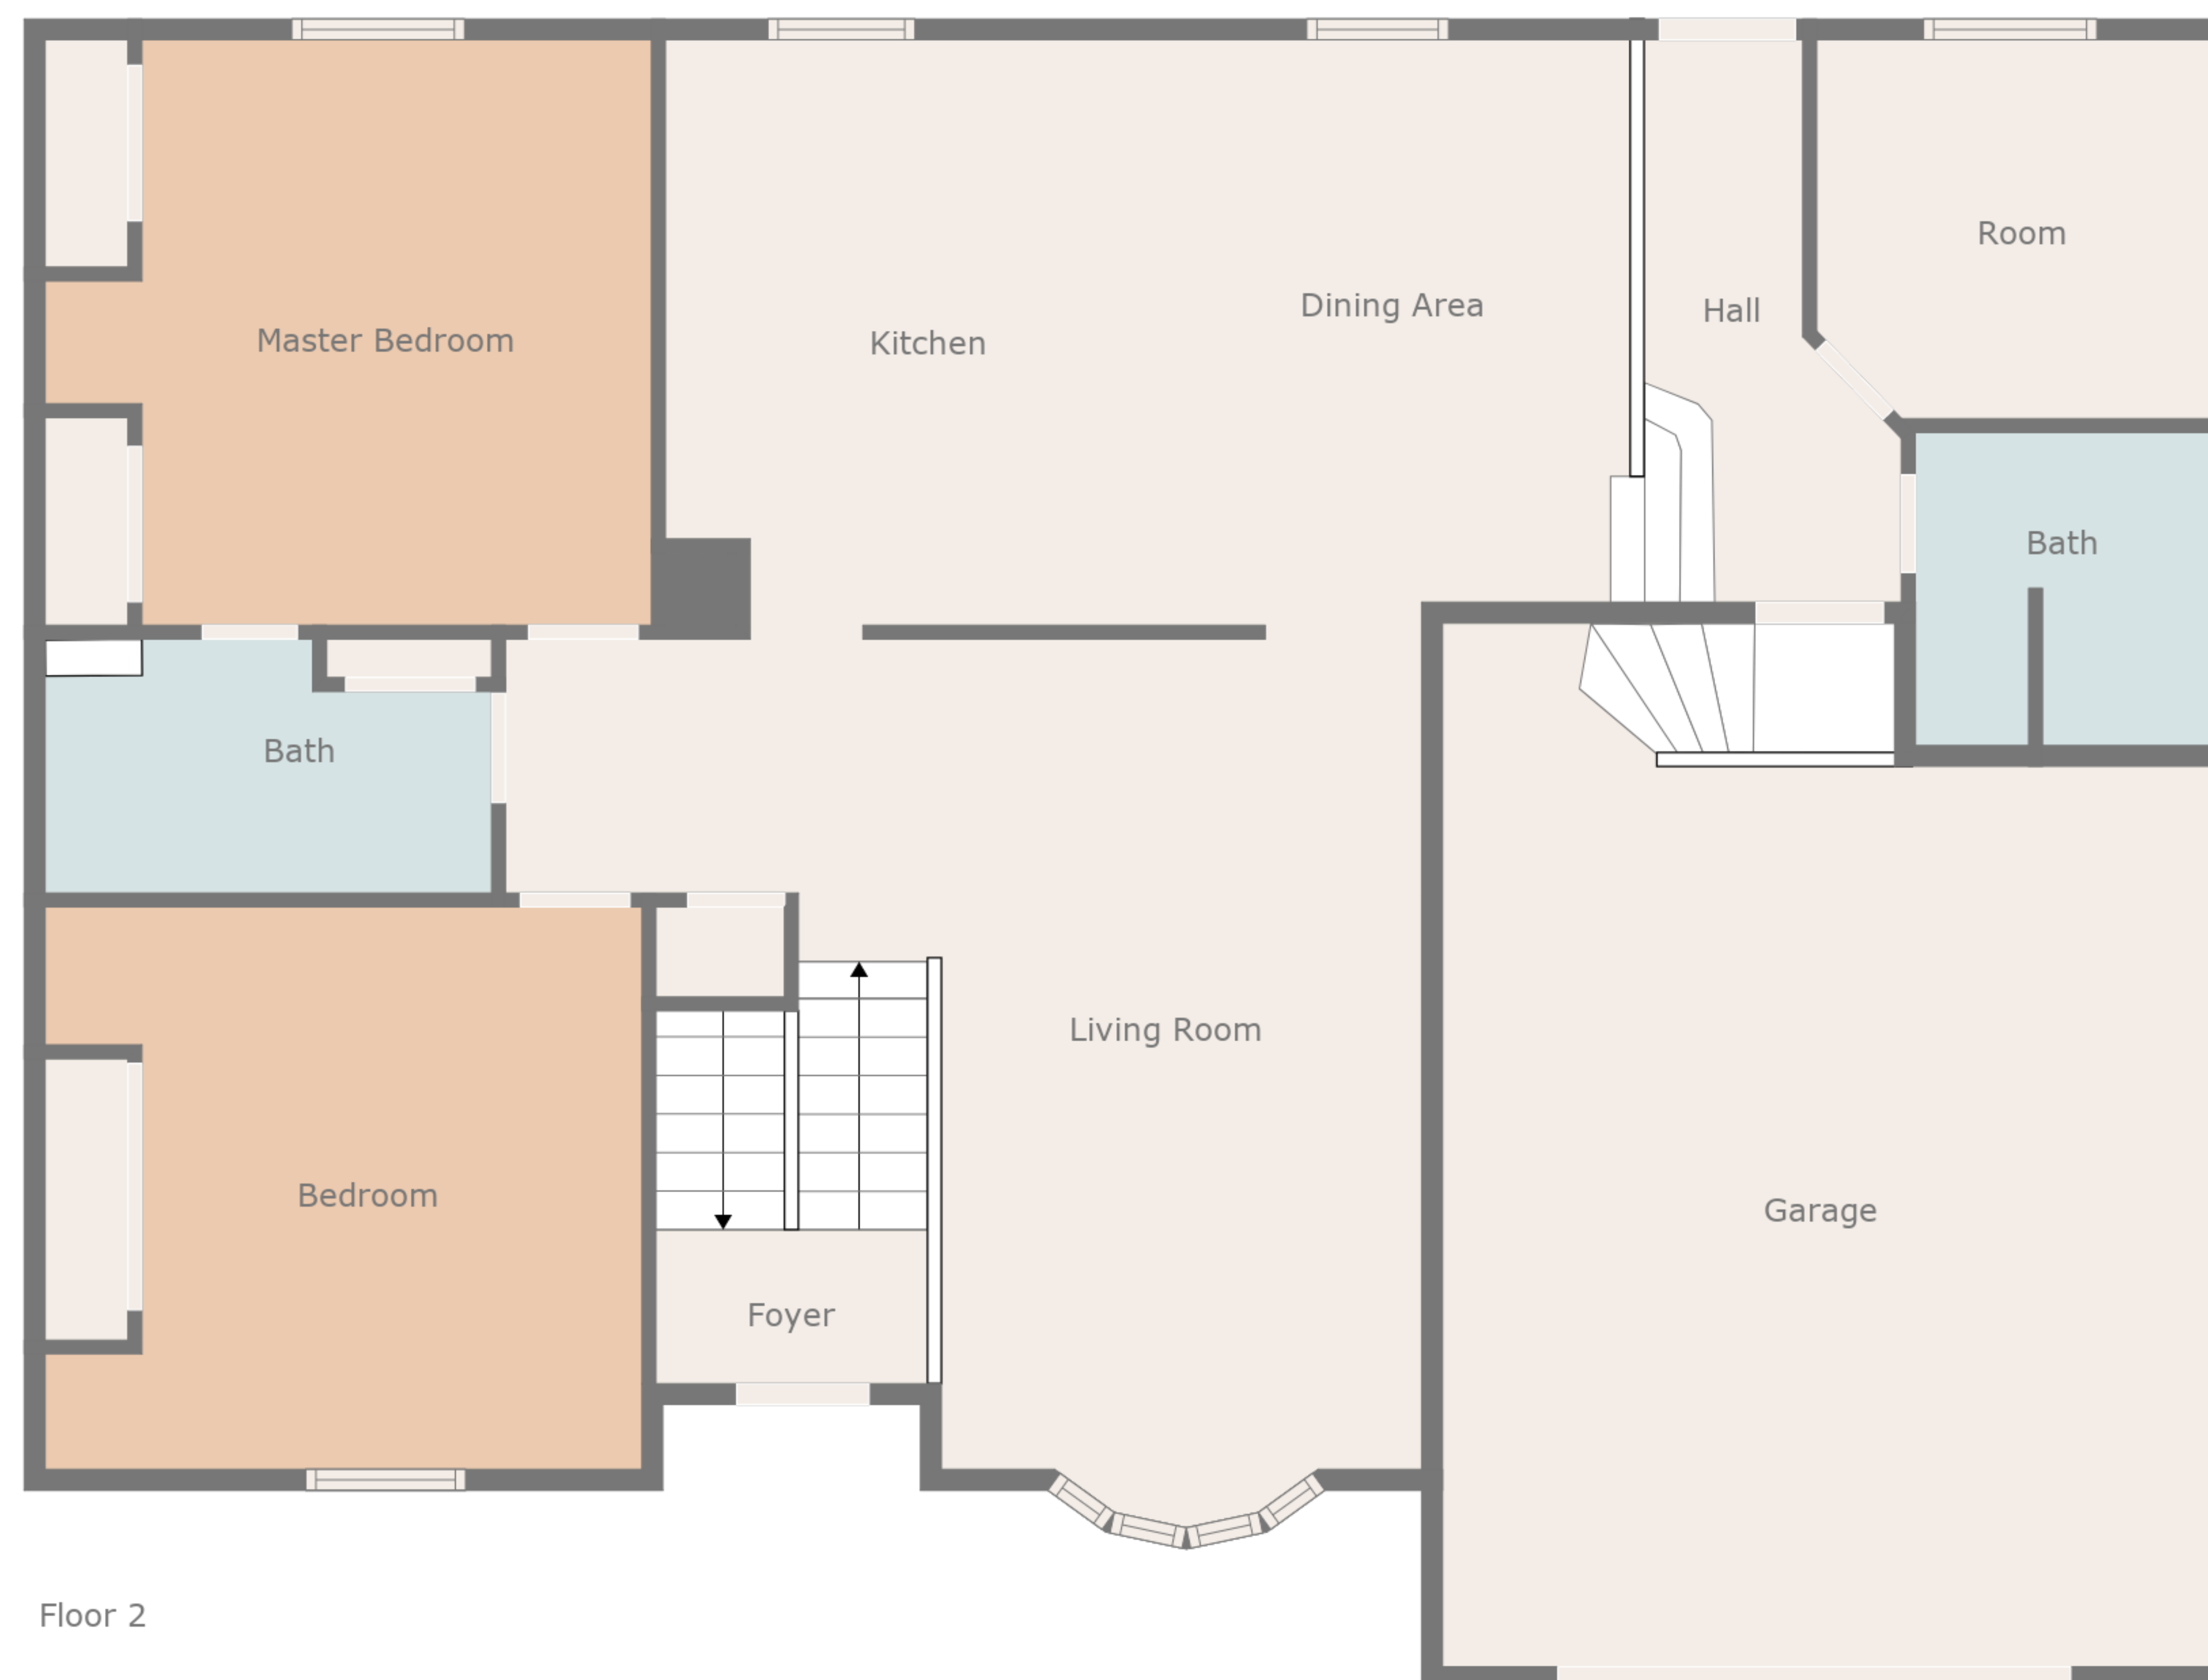 Room
Dining Area
Hall
Master Bedroom
Kitchen
Bath
Bath
Living Room
Bedroom
Garage
Foyer
Floor 2